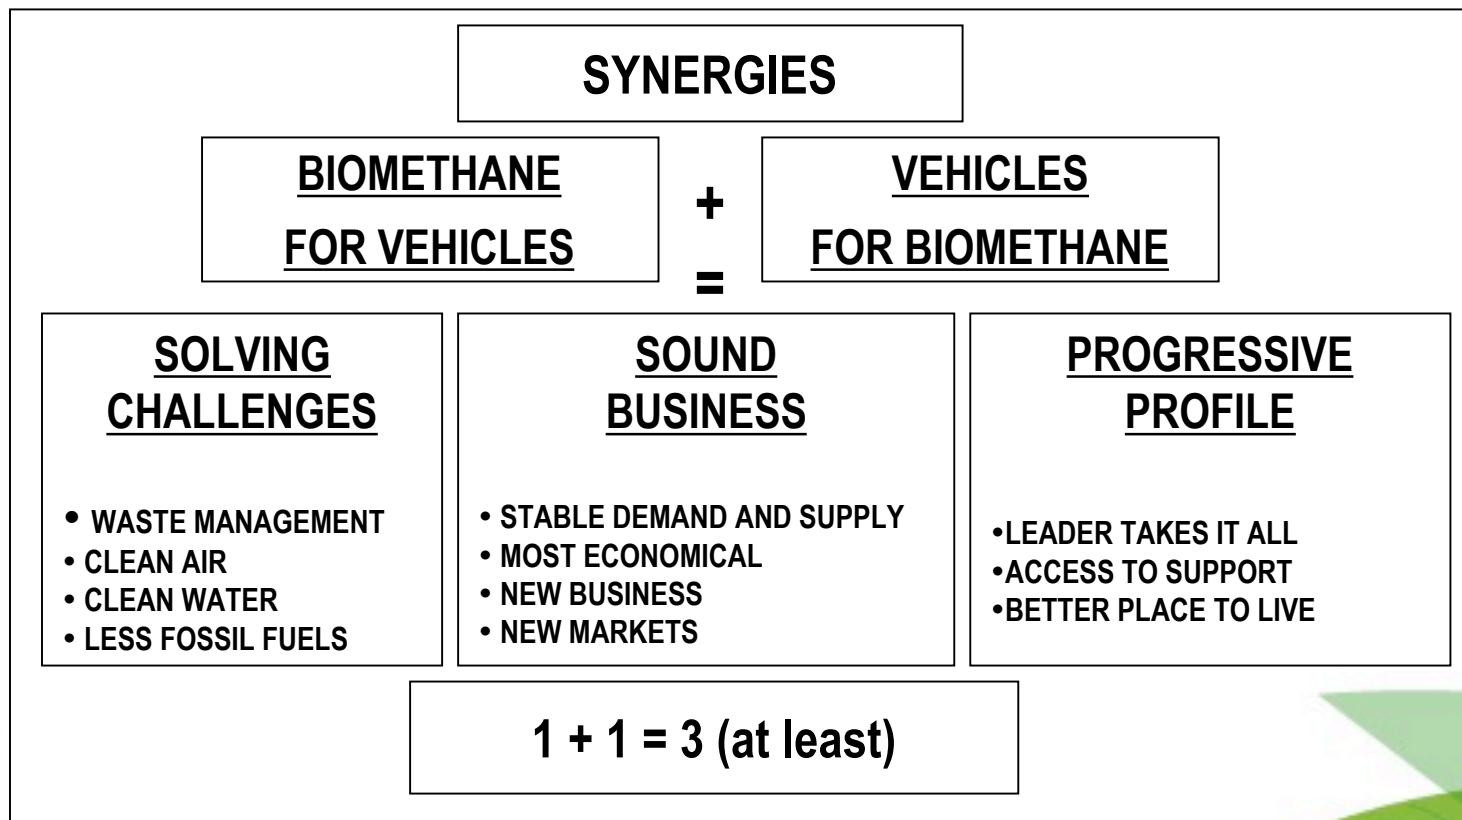 SYNERGIES
BIOMETHANE
FOR VEHICLES
+
VEHICLES
FOR BIOMETHANE
=
SOLVING
CHALLENGES
• WASTE MANAGEMENT
• CLEAN AIR
• CLEAN WATER
• LESS FOSSIL FUELS
SOUND
BUSINESS
• STABLE DEMAND AND SUPPLY
• MOST ECONOMICAL
• NEW BUSINESS
• NEW MARKETS
PROGRESSIVE
PROFILE
•LEADER TAKES IT ALL
•ACCESS TO SUPPORT
•BETTER PLACE TO LIVE
1 + 1 = 3 (at least)